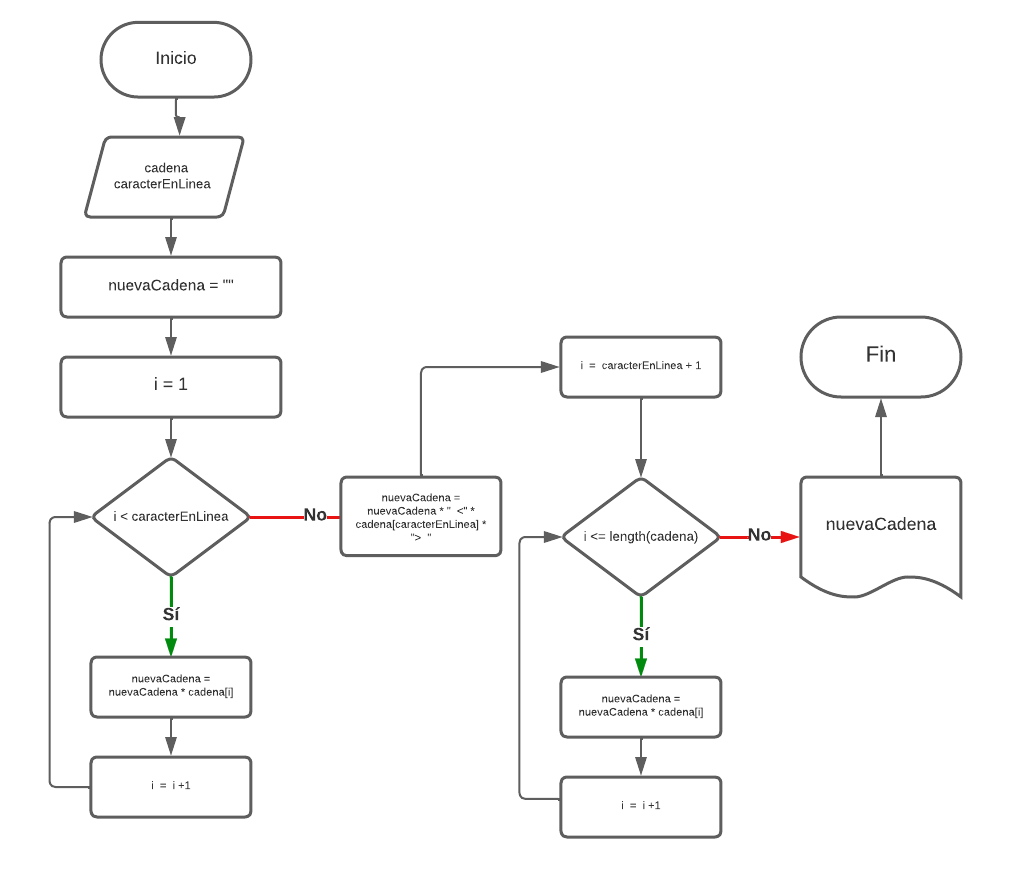 Inicio
cadena
caracterEnLinea
nuevaCadena = ""
i = 1
i < caracterEnLinea
No
Sí
nuevaCadena =
nuevaCadena * cadena[i]
i = i +1
nuevaCadena =
nuevaCadena * " <" *
cadena[caracterEnLinea] *
"> "
i = caracterEnLinea + 1
i <= length(cadena)
No
Sí
nuevaCadena =
nuevaCadena * cadena[i]
i = i +1
nuevaCadena
Fin